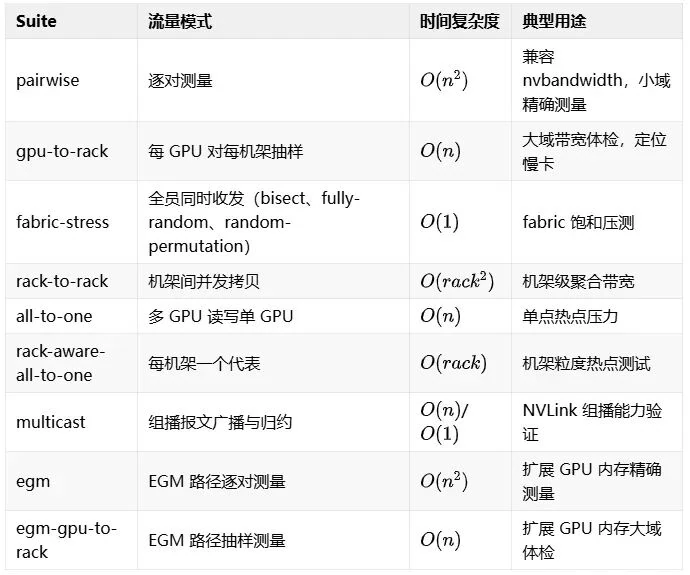 Suite 流量模式 时间复杂度 典型用途
pairwise 逐对测量 O(n²) 兼容
nvbandwidth，小域
精确测量
gpu-to-rack 每 GPU 对每机架抽样 O(n) 大域带宽体检，定位
慢卡
fabric-stress 全员同时收发（bisect、fully-
random、random-
permutation） O(1) fabric 饱和压测
rack-to-rack 机架间并发拷贝 O(rack²) 机架级聚合带宽
all-to-one 多 GPU 读写单 GPU O(n) 单点热点压力
rack-aware-
all-to-one 每机架一个代表 O(rack) 机架粒度热点测试
multicast 组播报文广播与归约 O(n)/
O(1) NVLink 组播能力验
证
egm EGM 路径逐对测量 O(n²) 扩展 GPU 内存精确
测量
egm-gpu-to-
rack EGM 路径抽样测量 O(n) 扩展 GPU 内存大域
体检